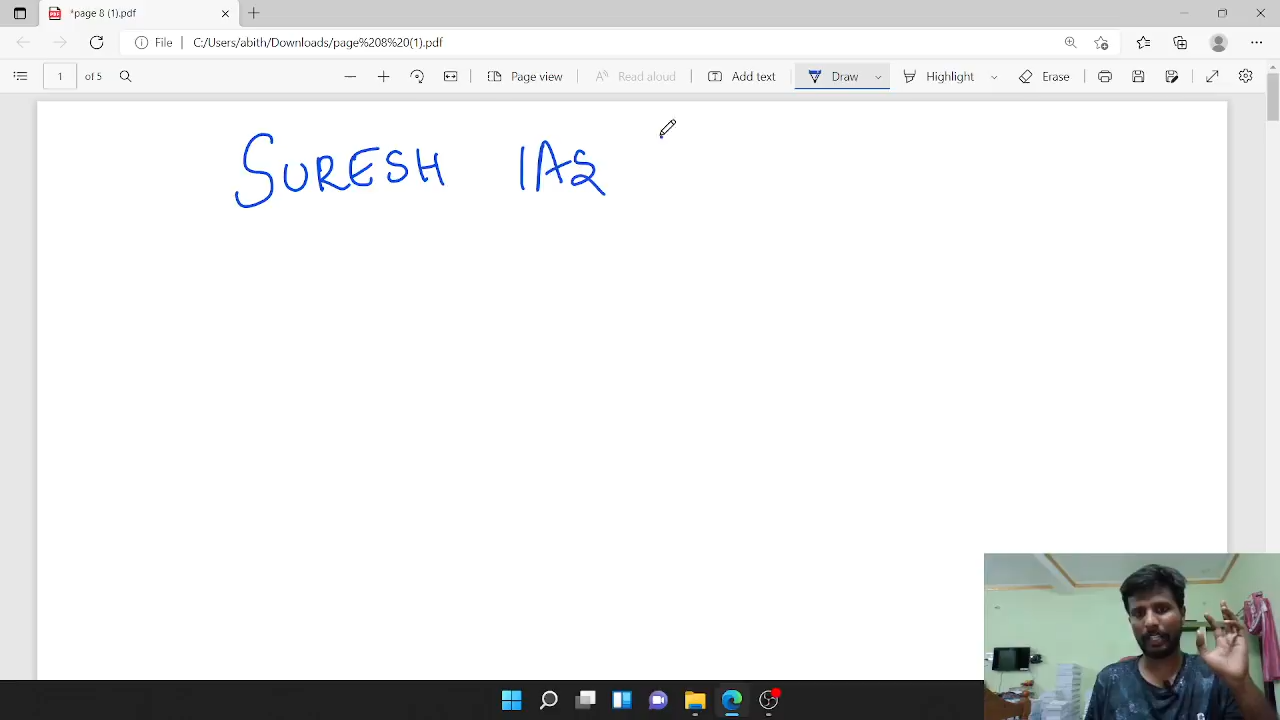 *page 8 (1).pdf
File C:/Users/abith/Downloads/page%208%20(1).pdf
1 of 5 Page view Read aloud Add text Draw Highlight Erase
SURESH IAS